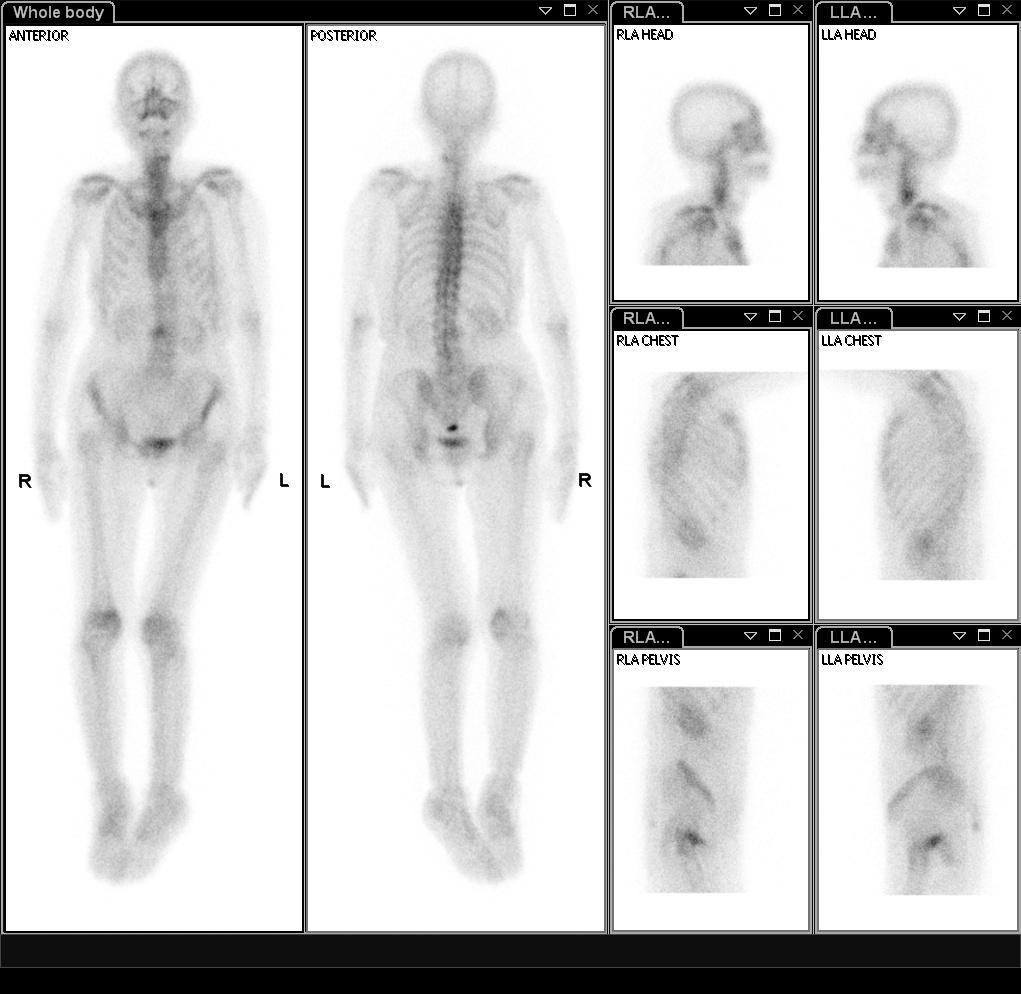 Whole body
RLA...
LLA...
ANTERIOR
POSTERIOR
RLA HEAD
LLA HEAD
RLA...
LLA...
RLA CHEST
LLA CHEST
R
L
L
R
RLA...
LLA...
RLA PELVIS
LLA PELVIS